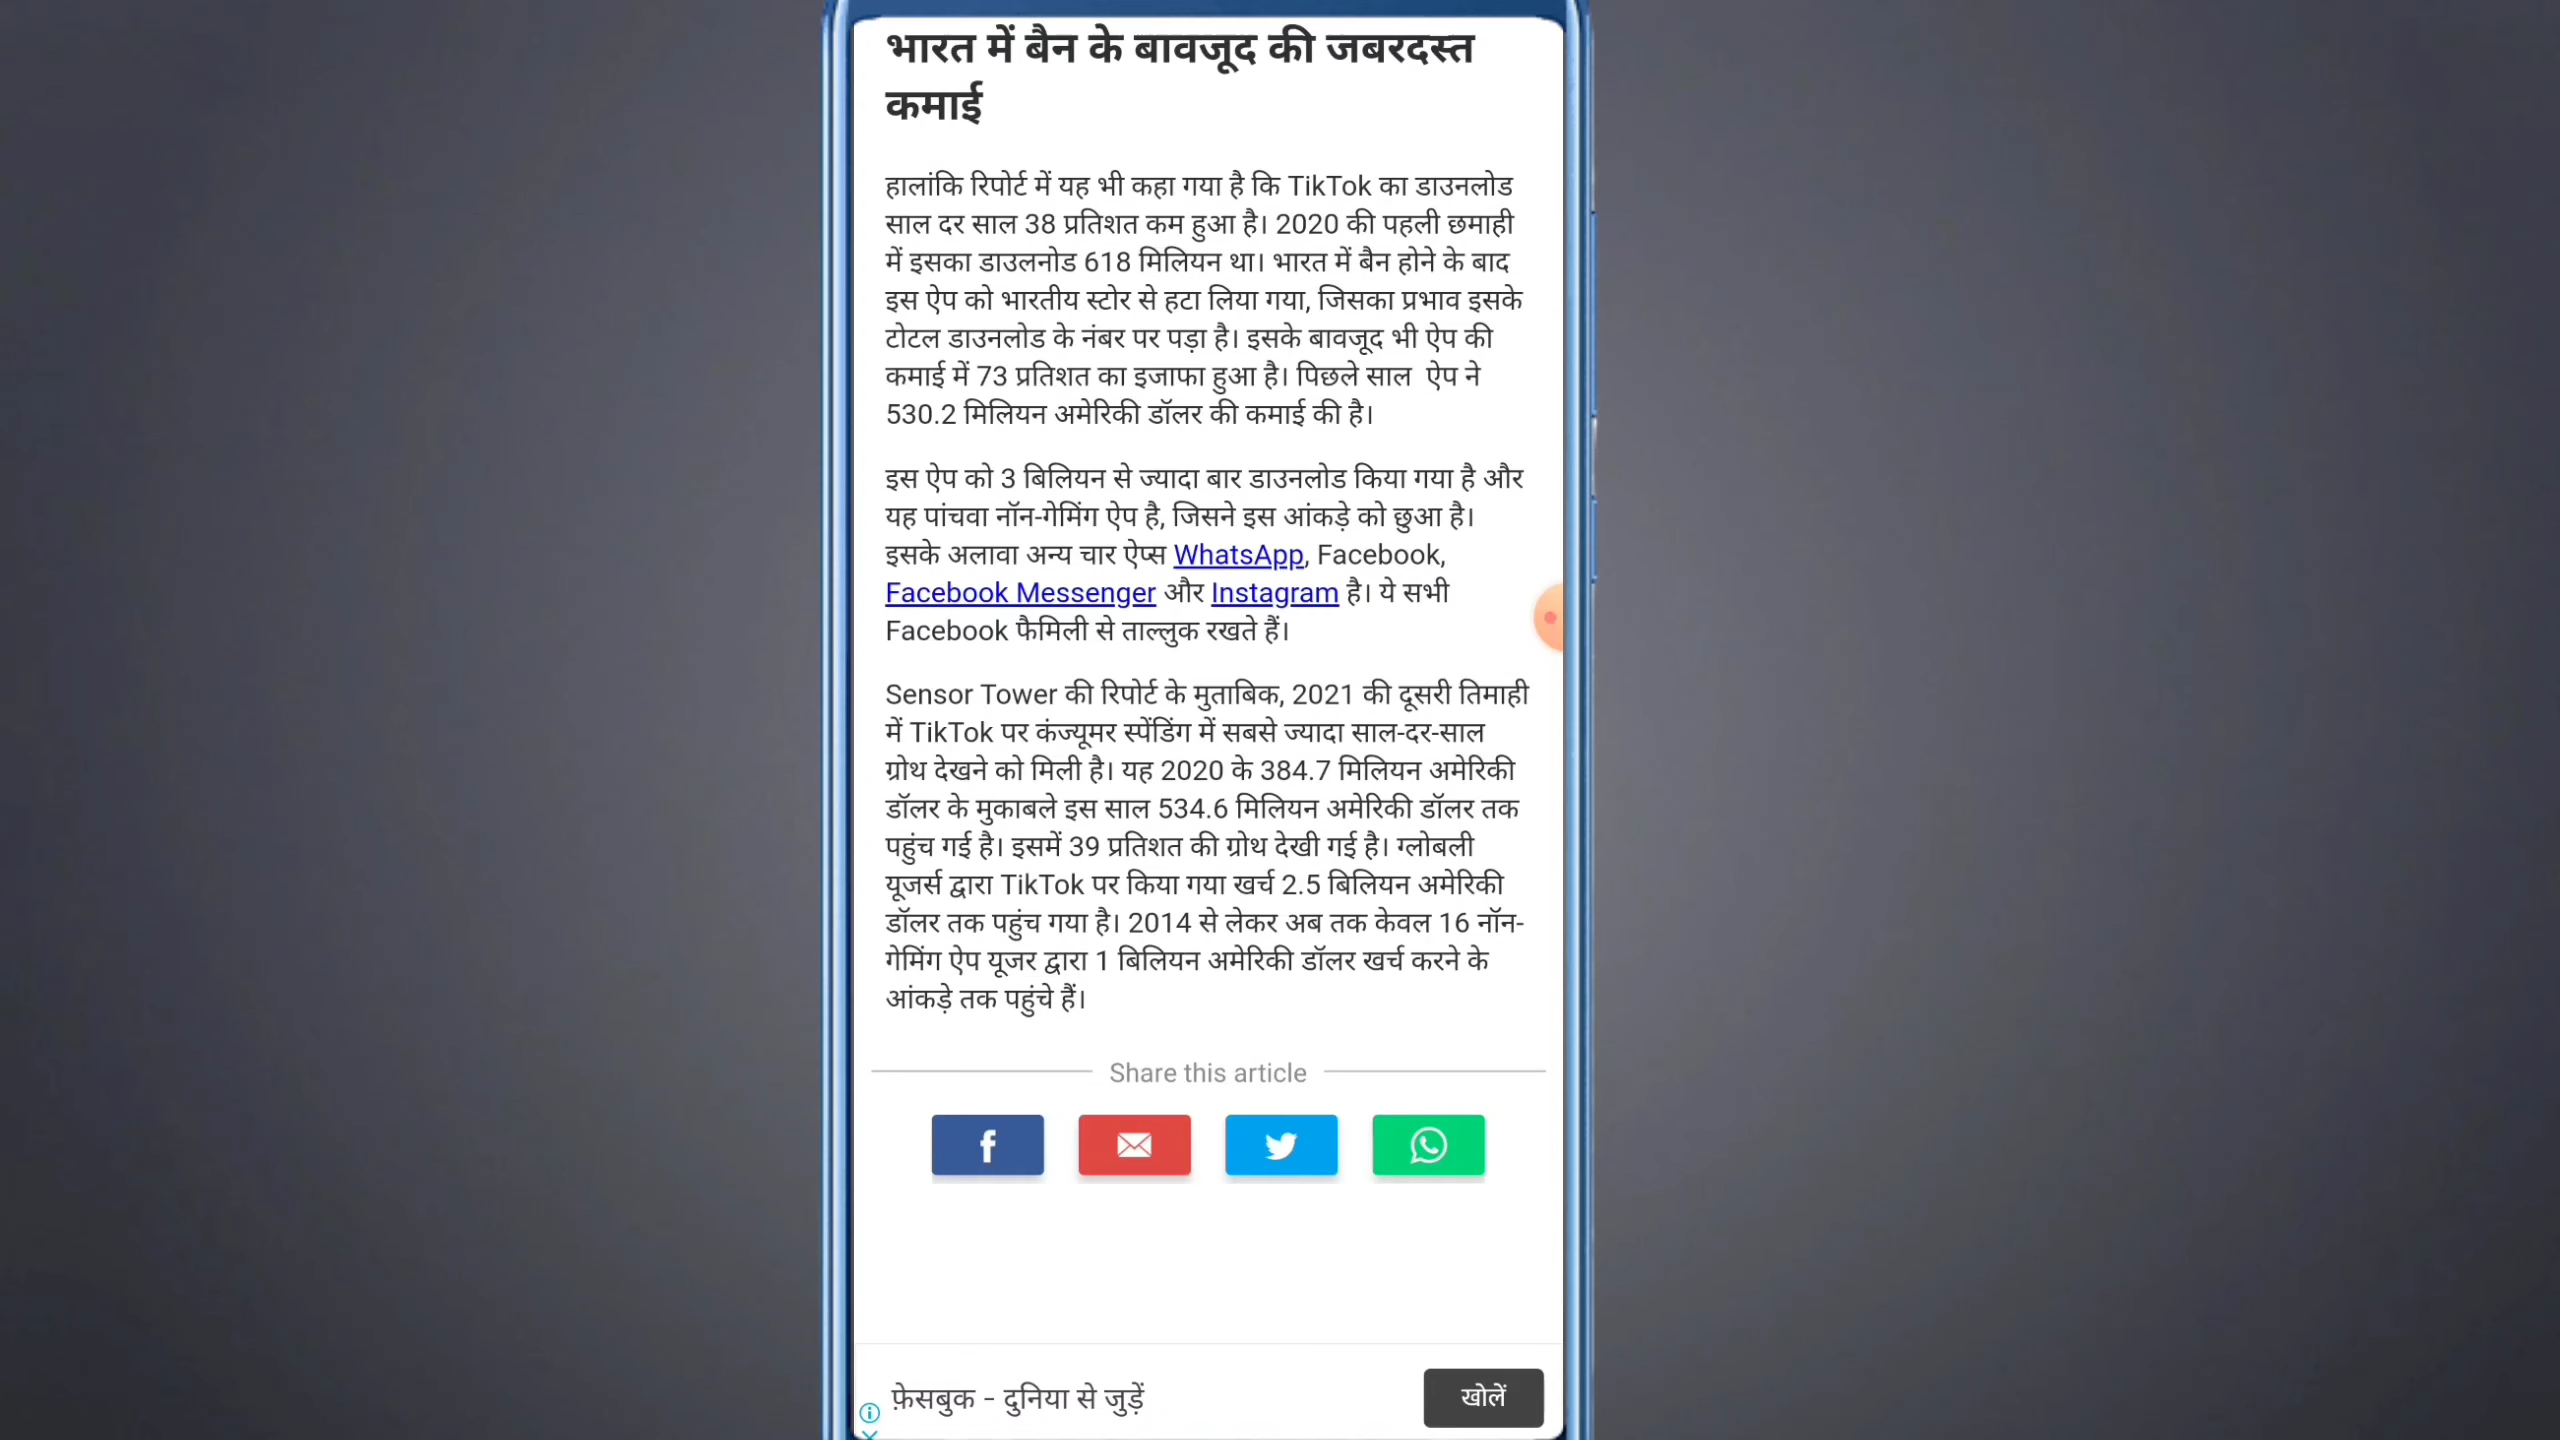 भारत में बैन के बावजूद की जबरदस्त
कमाई
हालांकि रिपोर्ट में यह भी कहा गया है कि TikTok का डाउनलोड
साल दर साल 38 प्रतिशत कम हुआ है। 2020 की पहली छमाही
में इसका डाउलनोड 618 मिलियन था। भारत में बैन होने के बाद
इस ऐप को भारतीय स्टोर से हटा लिया गया, जिसका प्रभाव इसके
टोटल डाउनलोड के नंबर पर पड़ा है। इसके बावजूद भी ऐप की
कमाई में 73 प्रतिशत का इजाफा हुआ है। पिछले साल ऐप ने
530.2 मिलियन अमेरिकी डॉलर की कमाई की है।
इस ऐप को 3 बिलियन से ज्यादा बार डाउनलोड किया गया है और
यह पांचवा नॉन-गेमिंग ऐप है, जिसने इस आंकड़े को छुआ है।
इसके अलावा अन्य चार ऐप्स WhatsApp, Facebook,
Facebook Messenger और Instagram है। ये सभी
Facebook फैमिली से ताल्लुक रखते हैं।
Sensor Tower की रिपोर्ट के मुताबिक, 2021 की दूसरी तिमाही
में TikTok पर कंज्यूमर स्पेंडिंग में सबसे ज्यादा साल-दर-साल
ग्रोथ देखने को मिली है। यह 2020 के 384.7 मिलियन अमेरिकी
डॉलर के मुकाबले इस साल 534.6 मिलियन अमेरिकी डॉलर तक
पहुंच गई है। इसमें 39 प्रतिशत की ग्रोथ देखी गई है। ग्लोबली
यूजर्स द्वारा TikTok पर किया गया खर्च 2.5 बिलियन अमेरिकी
डॉलर तक पहुंच गया है। 2014 से लेकर अब तक केवल 16 नॉन-
गेमिंग ऐप यूजर द्वारा 1 बिलियन अमेरिकी डॉलर खर्च करने के
आंकड़े तक पहुंचे हैं।
Share this article
फ़ेसबुक - दुनिया से जुड़ें
खोलें